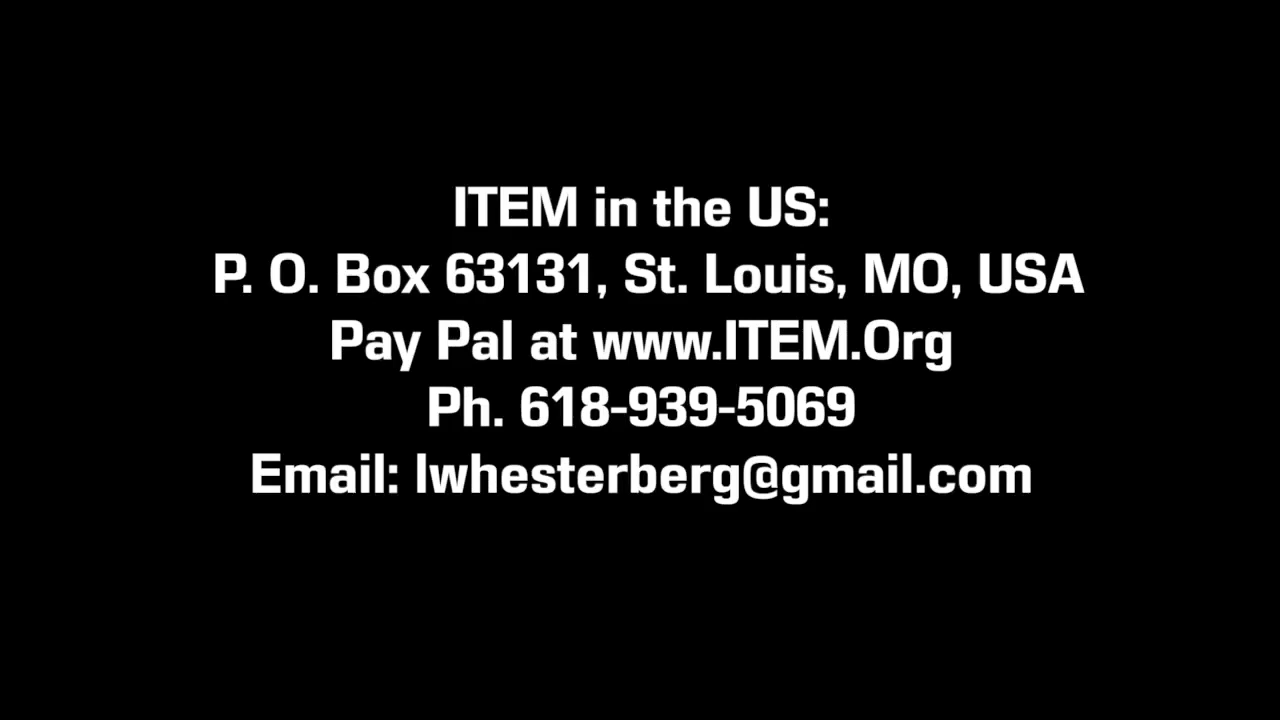 ITEM in the US:
P. O. Box 63131, St. Louis, MO, USA
Pay Pal at www.ITEM.Org
Ph. 618-939-5069
Email: lwhesterberg@gmail.com